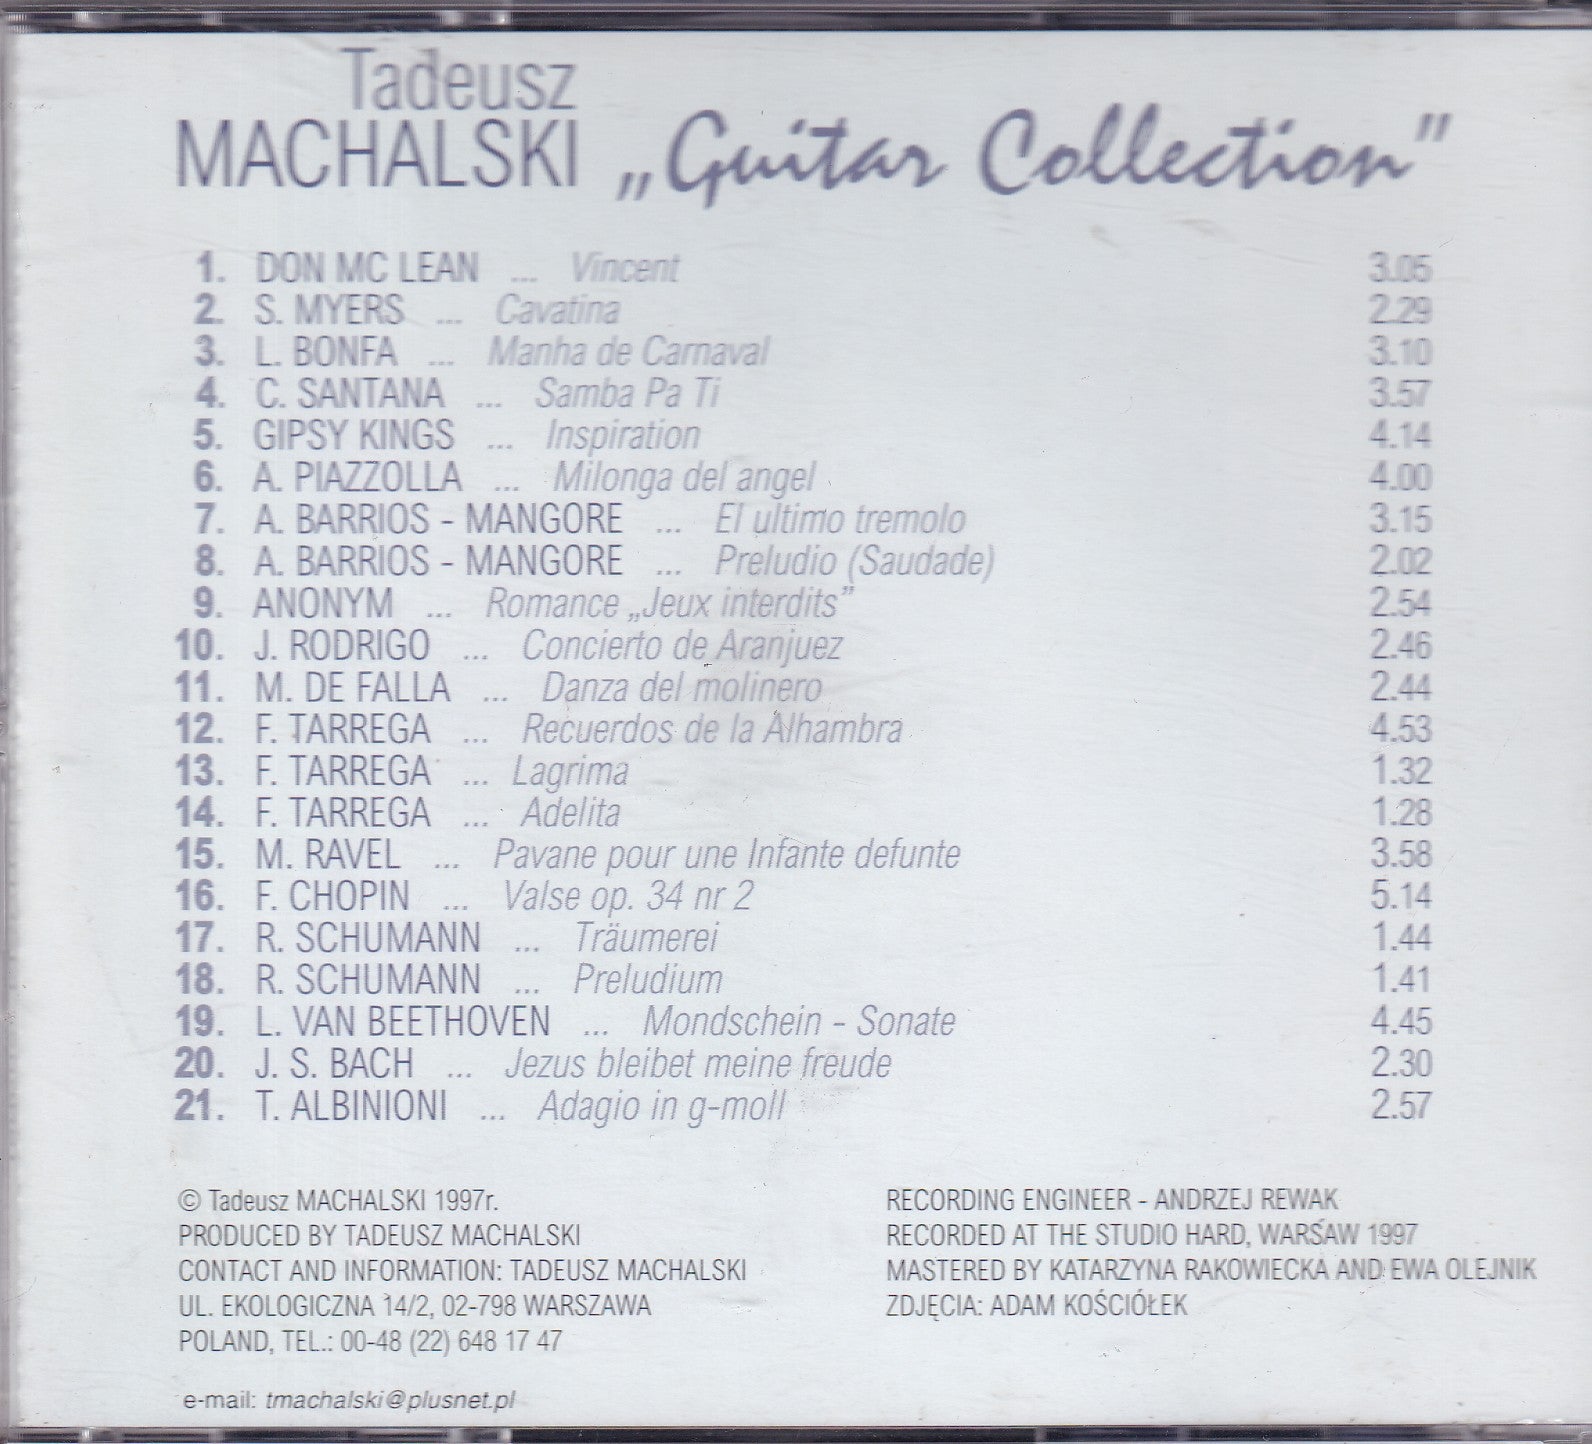 Tadeusz
MACHALSKI „Guitar Collection”
1. DON MC LEAN ... Vincent 3.05
2. S. MYERS ... Cavatina 2.29
3. L. BONFA ... Manha de Carnaval 3.10
4. C. SANTANA ... Samba Pa Ti 3.57
5. GIPSY KINGS ... Inspiration 4.14
6. A. PIAZZOLLA ... Milonga del angel 4.00
7. A. BARRIOS - MANGORE ... El ultimo tremolo 3.15
8. A. BARRIOS - MANGORE ... Preludio (Saudade) 2.02
9. ANONYM ... Romance „Jeux interdits” 2.54
10. J. RODRIGO ... Concierto de Aranjuez 2.46
11. M. DE FALLA ... Danza del molinero 2.44
12. F. TARREGA ... Recuerdos de la Alhambra 4.53
13. F. TARREGA ... Lagrima 1.32
14. F. TARREGA ... Adelita 1.28
15. M. RAVEL ... Pavane pour une Infante defunte 3.58
16. F. CHOPIN ... Valse op. 34 nr 2 5.14
17. R. SCHUMANN ... Träumerei 1.44
18. R. SCHUMANN ... Preludium 1.41
19. L. VAN BEETHOVEN ... Mondschein - Sonate 4.45
20. J. S. BACH ... Jezus bleibet meine freude 2.30
21. T. ALBINIONI ... Adagio in g-moll 2.57
© Tadeusz MACHALSKI 1997r.
PRODUCED BY TADEUSZ MACHALSKI
CONTACT AND INFORMATION: TADEUSZ MACHALSKI
UL. EKOLOGICZNA 14/2, 02-798 WARSZAWA
POLAND, TEL.: 00-48 (22) 648 17 47
e-mail: tmachalski@plusnet.pl
RECORDING ENGINEER - ANDRZEJ REWAK
RECORDED AT THE STUDIO HARD, WARSAW 1997
MASTERED BY KATARZYNA RAKOWIECKA AND EWA OLEJNIK
ZDJĘCIA: ADAM KOŚCIÓŁEK